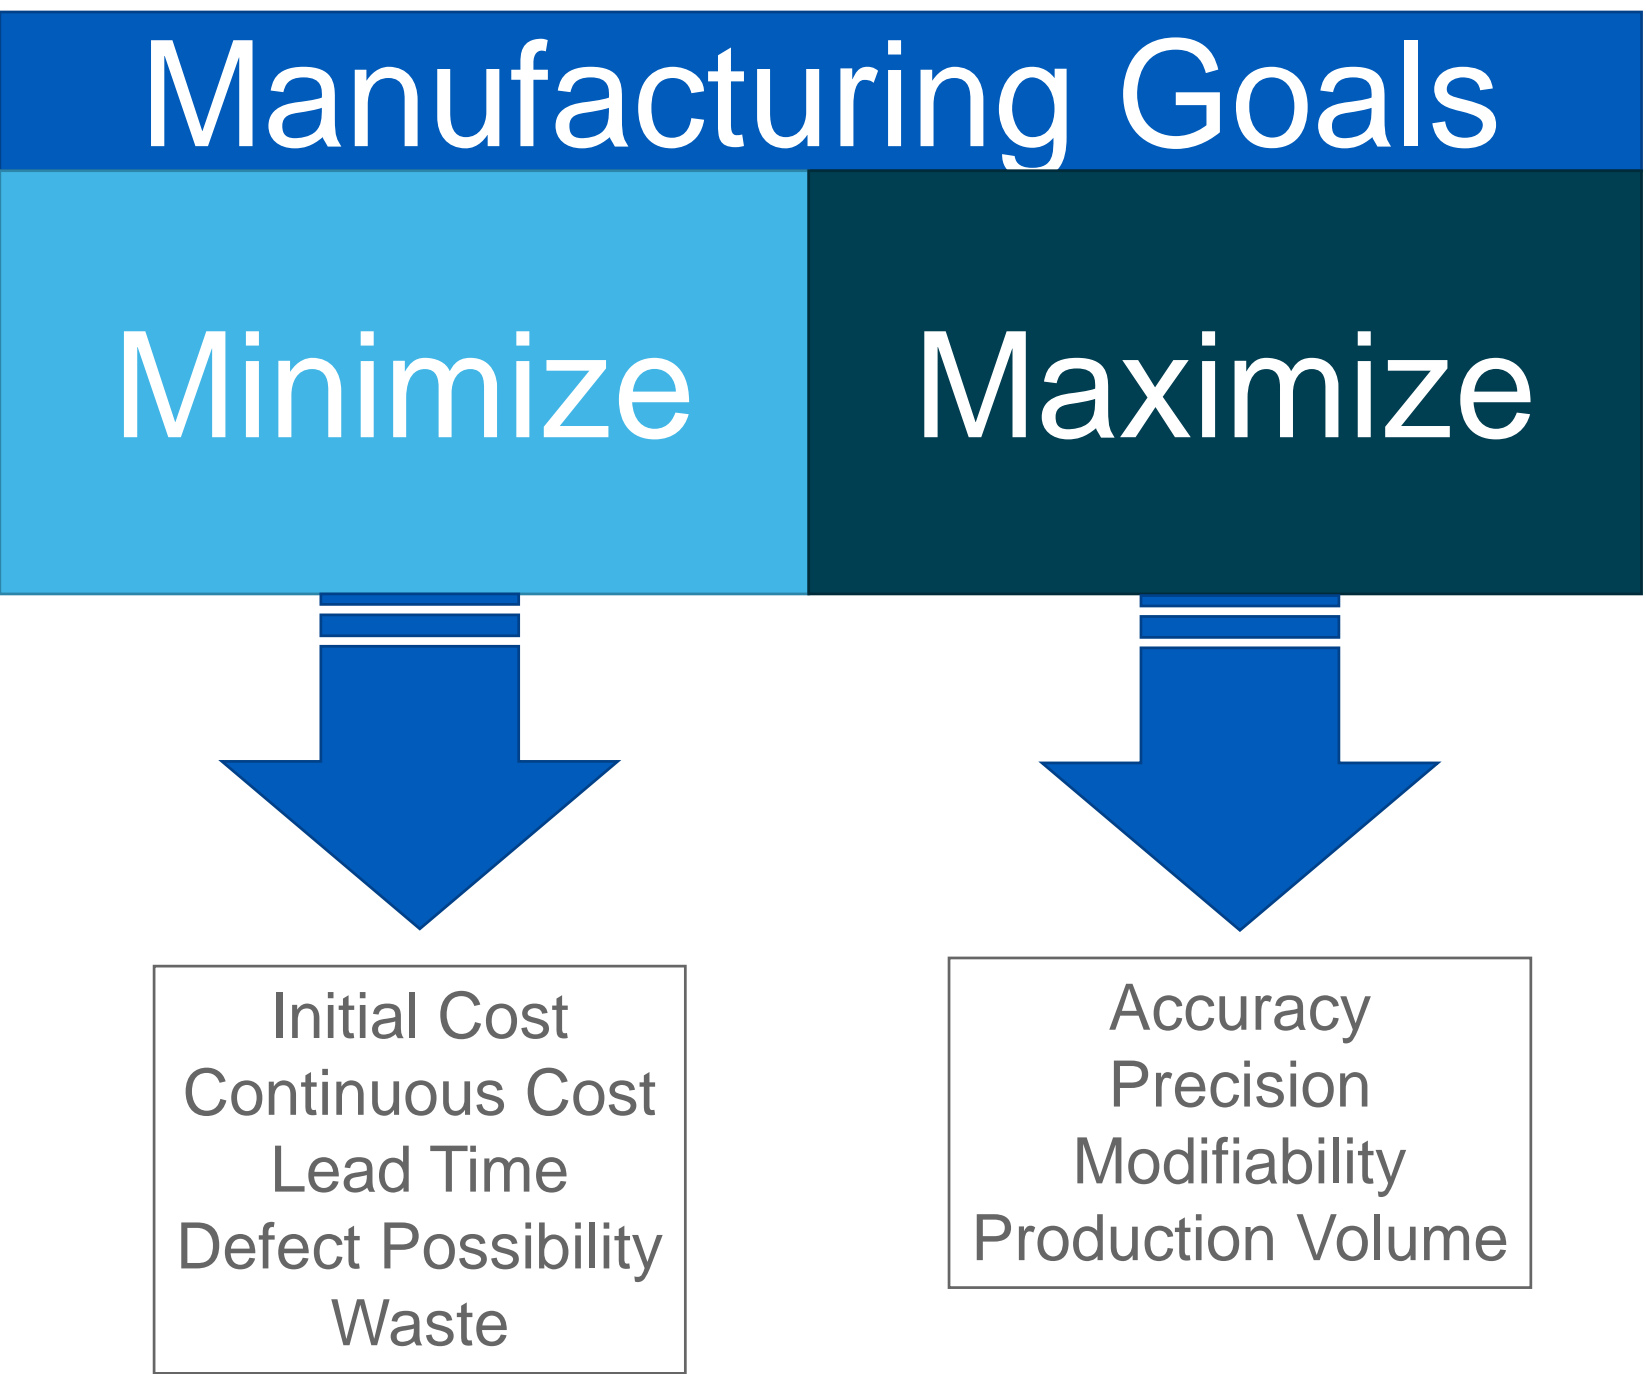 Manufacturing Goals
Minimize
Maximize
Initial Cost
Continuous Cost
Lead Time
Defect Possibility
Waste
Accuracy
Precision
Modifiability
Production Volume